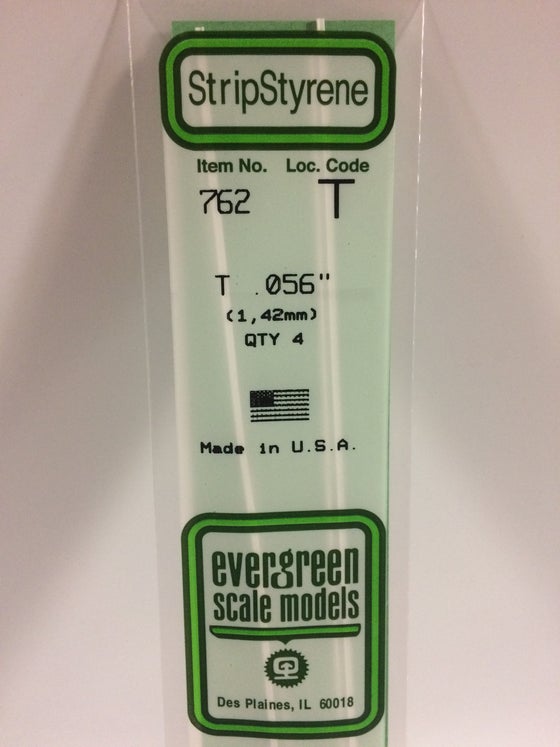 StripStyrene
Item No. Loc. Code
762 T
T .056"
(1,42mm)
QTY 4
Made in U.S.A.
evergreen
scale models
Des Plaines, IL 60018